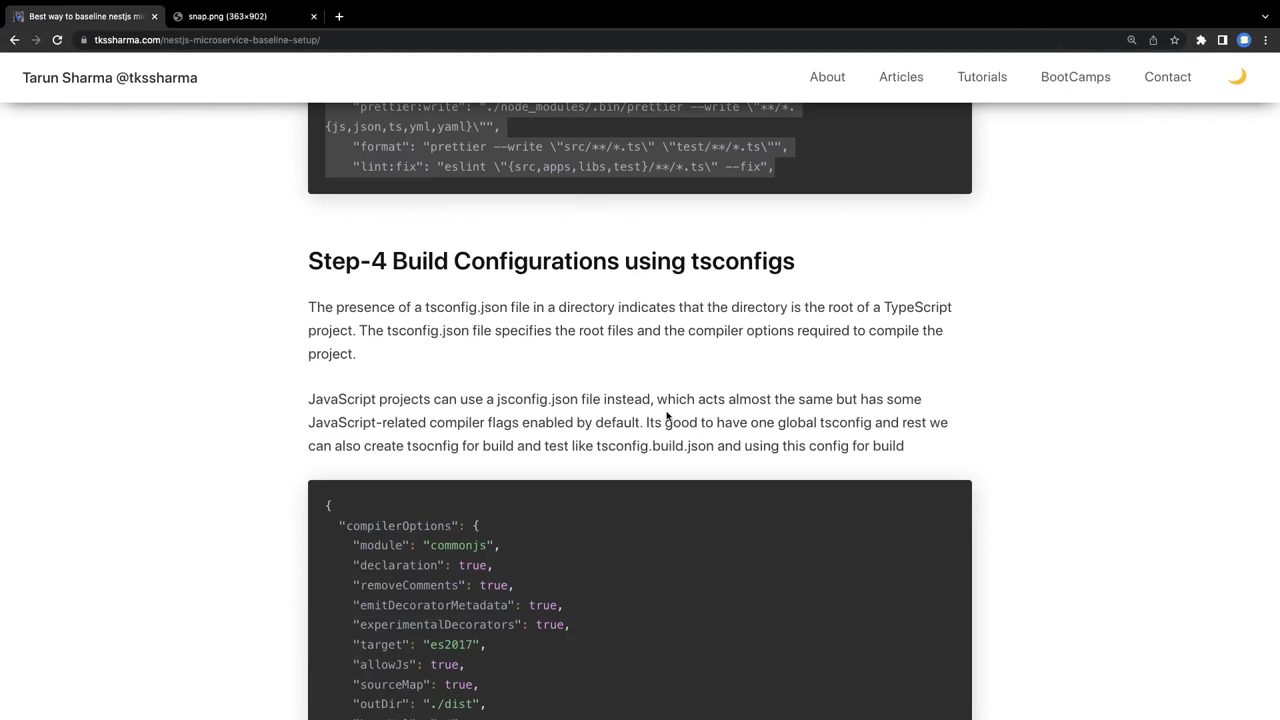 Best way to baseline nestjs mi
snap.png (363×902)
tkssharma.com/nestjs-microservice-baseline-setup/
Tarun Sharma @tkssharma
About
Articles
Tutorials
BootCamps
Contact
"prettier:write": "./node_modules/.bin/prettier --write \"**/*.
{js,json,ts,yml,yaml}\"",
"format": "prettier --write \"src/**/*.ts\" \"test/**/*.ts\"",
"lint:fix": "eslint \"{src,apps,libs,test}/**/*.ts\" --fix",
Step-4 Build Configurations using tsconfigs
The presence of a tsconfig.json file in a directory indicates that the directory is the root of a TypeScript
project. The tsconfig.json file specifies the root files and the compiler options required to compile the
project.
JavaScript projects can use a jsconfig.json file instead, which acts almost the same but has some
JavaScript-related compiler flags enabled by default. Its good to have one global tsconfig and rest we
can also create tsocnfig for build and test like tsconfig.build.json and using this config for build
{
"compilerOptions": {
"module": "commonjs",
"declaration": true,
"removeComments": true,
"emitDecoratorMetadata": true,
"experimentalDecorators": true,
"target": "es2017",
"allowJs": true,
"sourceMap": true,
"outDir": "./dist",